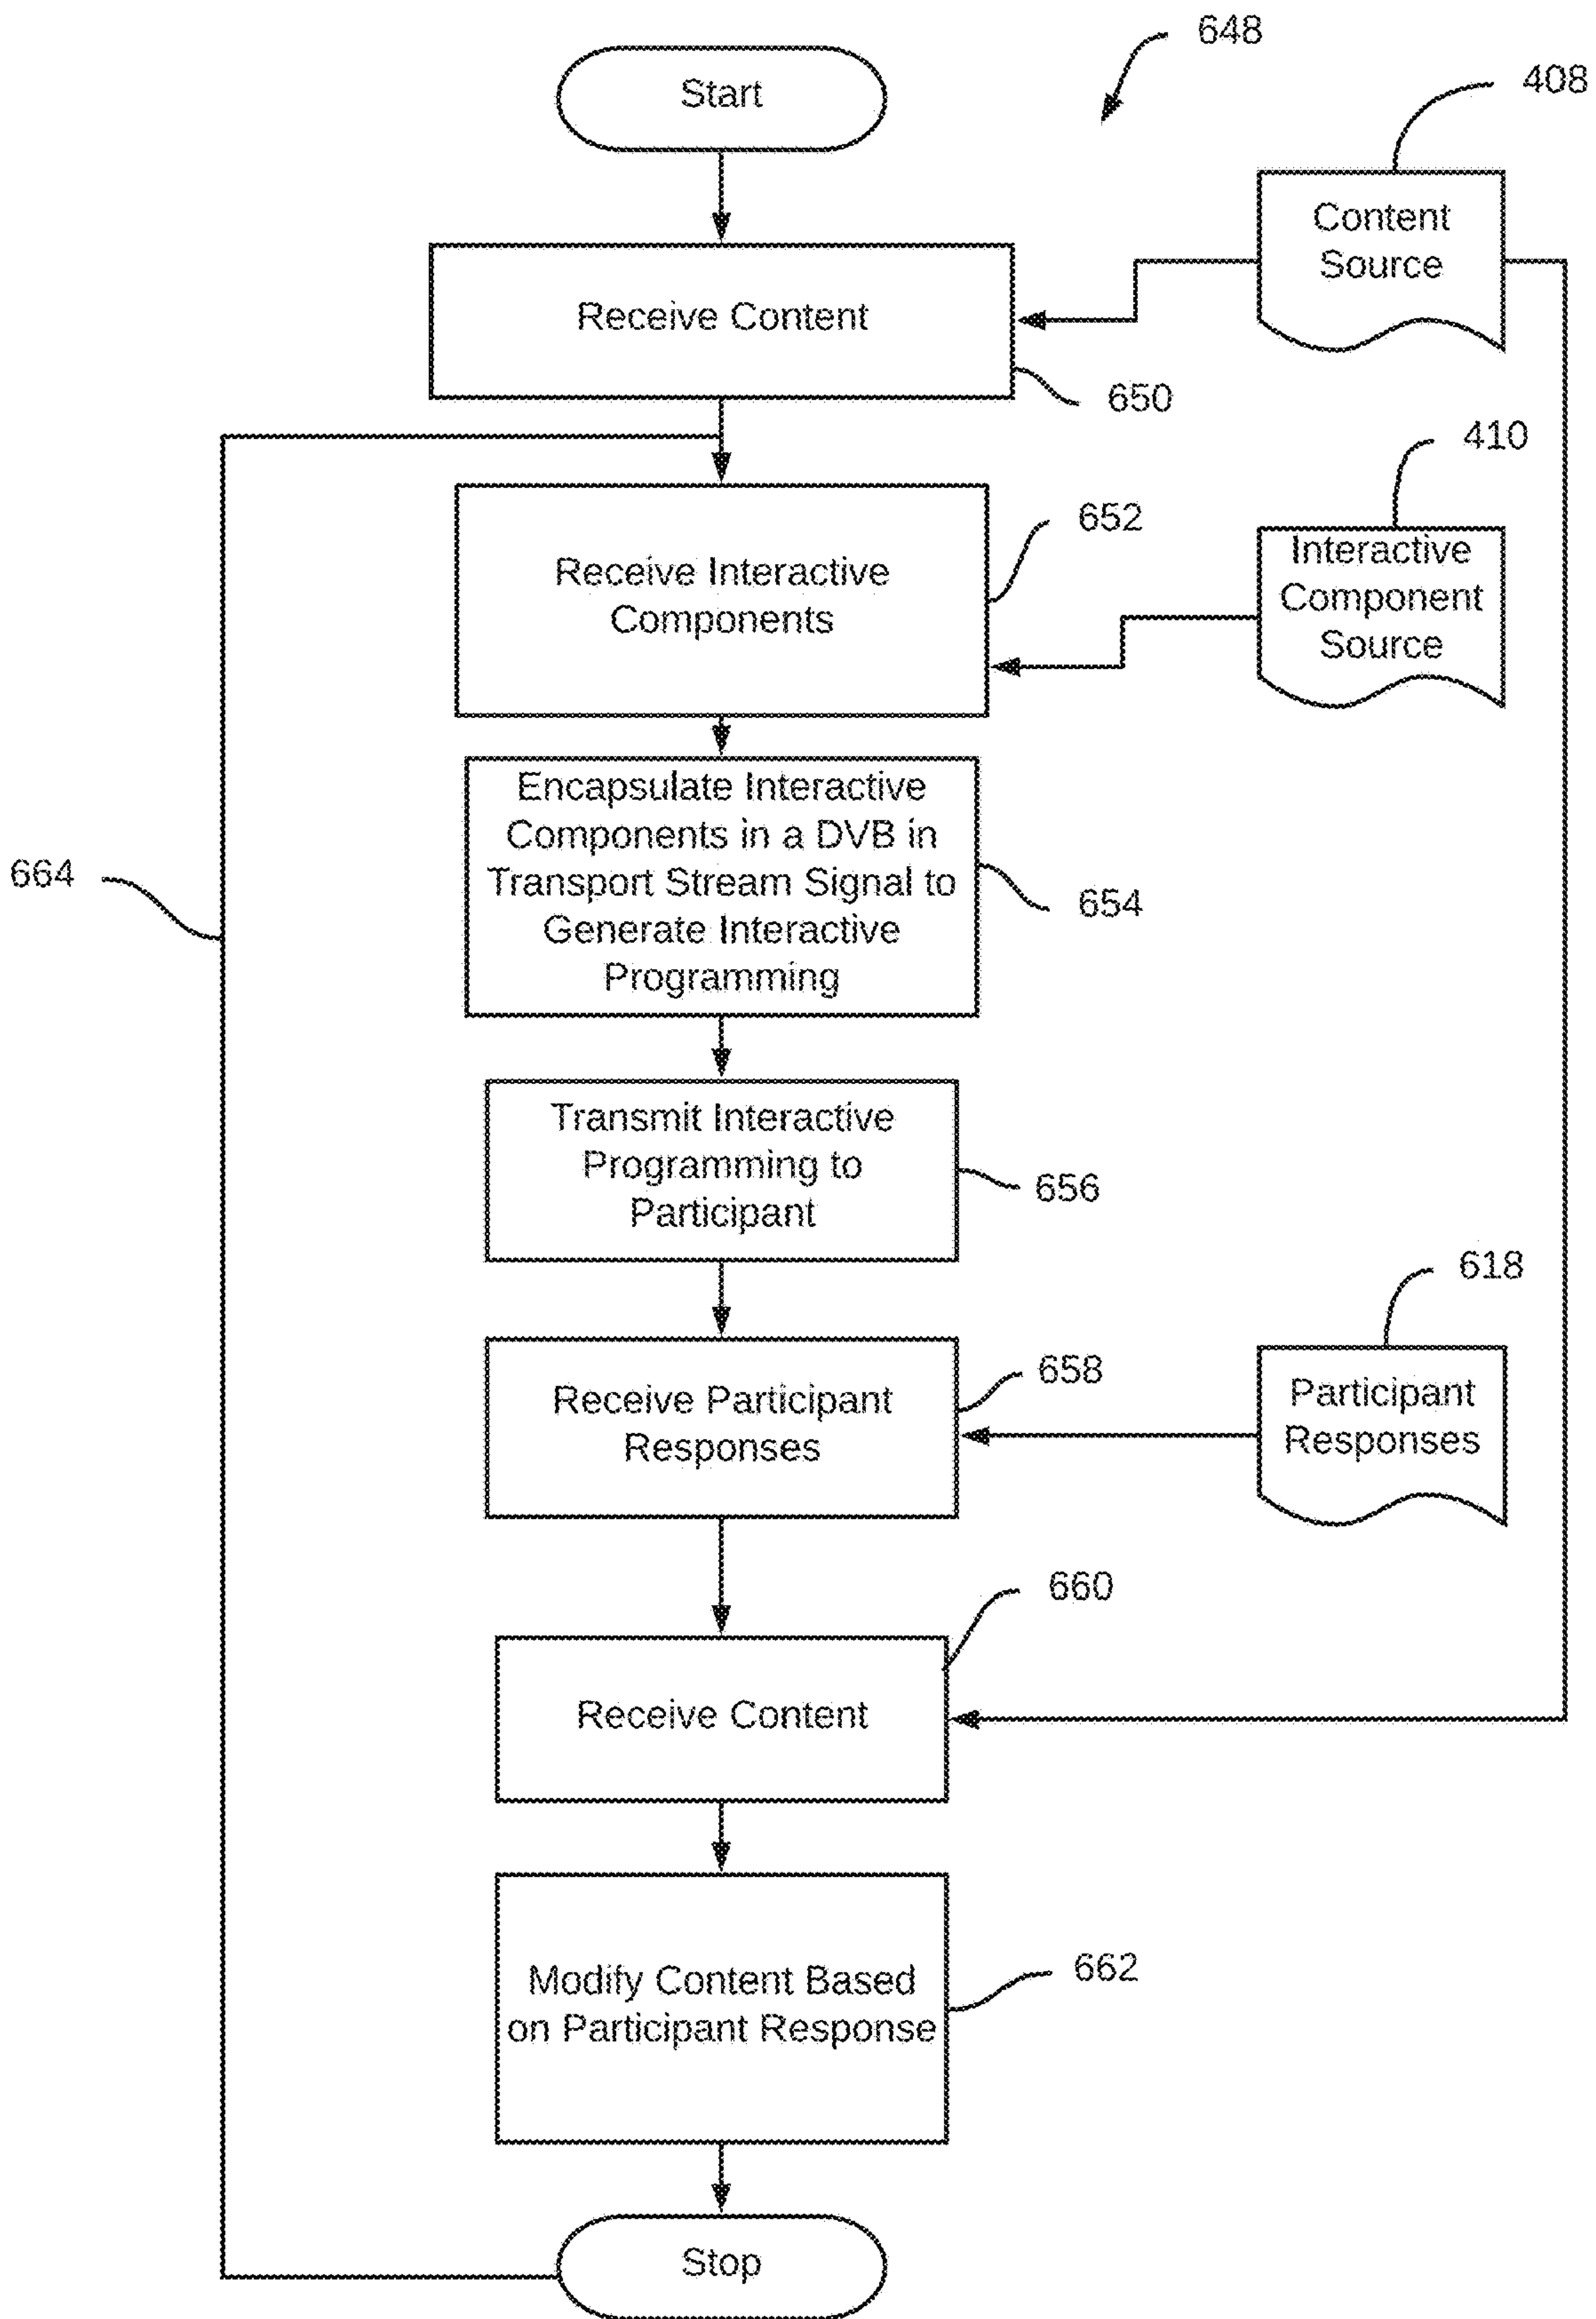 648
Start
408
Content
Source
Receive Content
650
410
652
Interactive
Component
Source
Receive Interactive
Components
Encapsulate Interactive
Components in a DVB in
Transport Stream Signal to
Generate Interactive
Programming
664
654
Transmit Interactive
Programming to
Participant
656
618
658
Receive Participant
Responses
Participant
Responses
660
Receive Content
662
Modify Content Based
on Participant Response
Stop